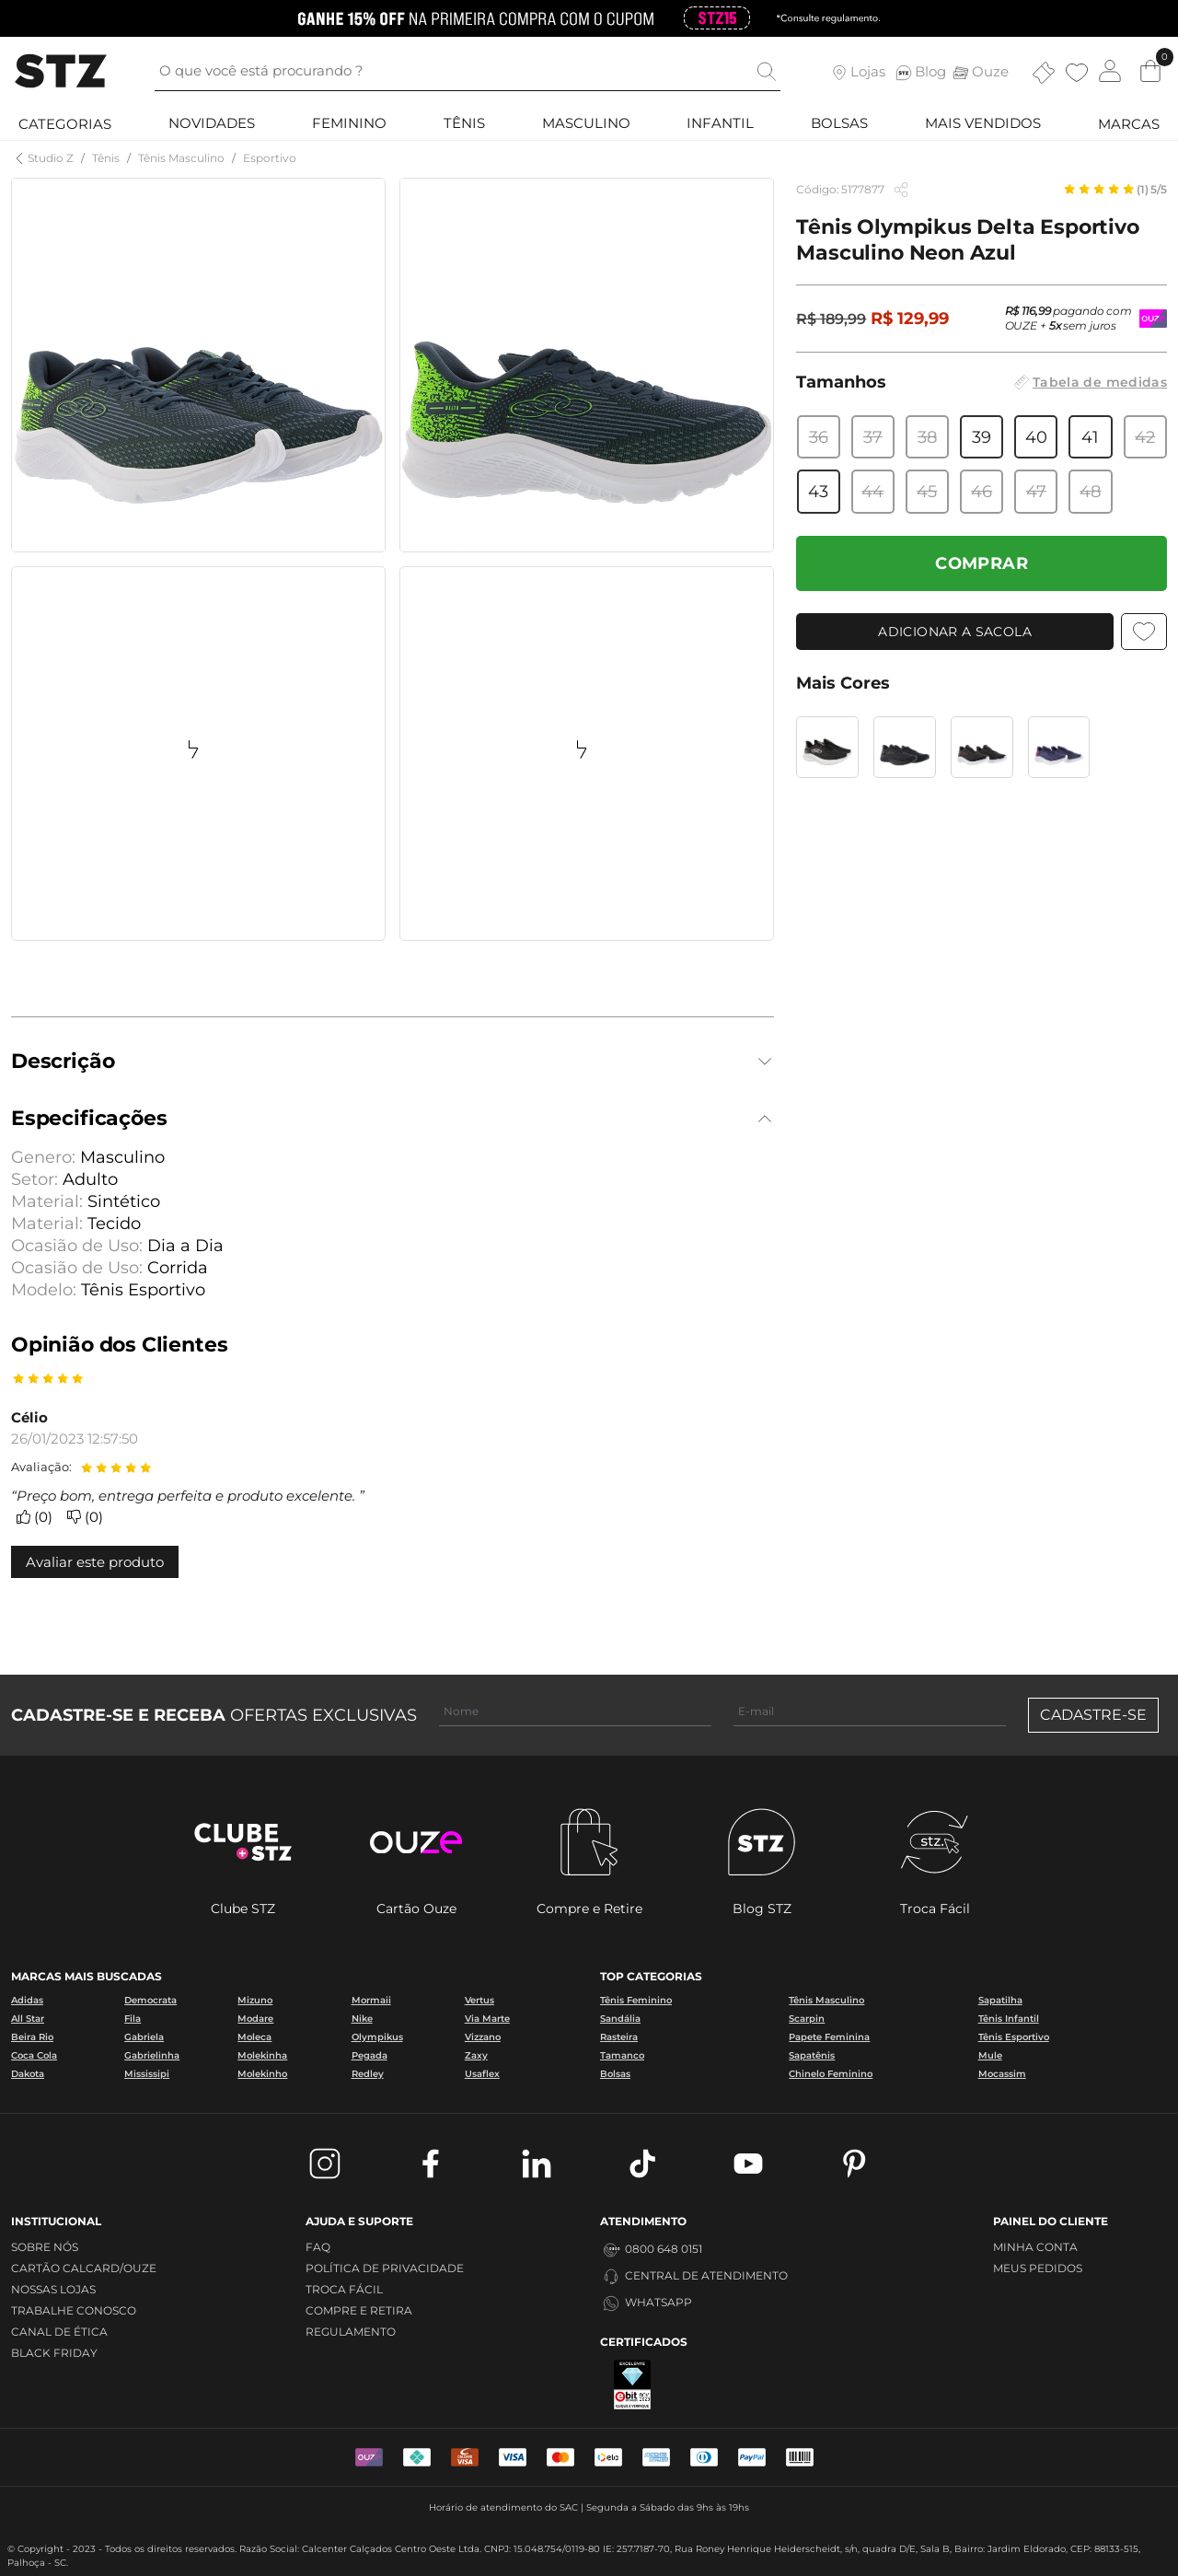 GANHE 15% OFF NA PRIMEIRA COMPRA COM O CUPOM STZ15 *Consulte regulamento.
STZ
O que você está procurando ?
Lojas
STZ Blog
Ouze
0
CATEGORIAS NOVIDADES FEMININO TÊNIS MASCULINO INFANTIL BOLSAS MAIS VENDIDOS MARCAS
Studio Z / Tênis / Tênis Masculino / Esportivo
Código: 5177877
(1) 5/5
Tênis Olympikus Delta Esportivo
Masculino Neon Azul
R$ 189,99 R$ 129,99
R$ 116,99 pagando com
OUZE + 5x sem juros
OUZ
Tamanhos
Tabela de medidas
36 37 38 39 40 41 42
43 44 45 46 47 48
COMPRAR
ADICIONAR A SACOLA
Mais Cores
Descrição
Especificações
Genero: Masculino
Setor: Adulto
Material: Sintético
Material: Tecido
Ocasião de Uso: Dia a Dia
Ocasião de Uso: Corrida
Modelo: Tênis Esportivo
Opinião dos Clientes
Célio
26/01/2023 12:57:50
Avaliação:
“Preço bom, entrega perfeita e produto excelente. ”
(0) (0)
Avaliar este produto
CADASTRE-SE E RECEBA OFERTAS EXCLUSIVAS
Nome
E-mail
CADASTRE-SE
CLUBE STZ
ouze
STZ
stz.
Clube STZ
Cartão Ouze
Compre e Retire
Blog STZ
Troca Fácil
MARCAS MAIS BUSCADAS
Adidas Democrata Mizuno Mormaii Vertus
All Star Fila Modare Nike Via Marte
Beira Rio Gabriela Moleca Olympikus Vizzano
Coca Cola Gabrielinha Molekinha Pegada Zaxy
Dakota Mississipi Molekinho Redley Usaflex
TOP CATEGORIAS
Tênis Feminino Tênis Masculino Sapatilha
Sandália Scarpin Tênis Infantil
Rasteira Papete Feminina Tênis Esportivo
Tamanco Sapatênis Mule
Bolsas Chinelo Feminino Mocassim
INSTITUCIONAL
SOBRE NÓS
CARTÃO CALCARD/OUZE
NOSSAS LOJAS
TRABALHE CONOSCO
CANAL DE ÉTICA
BLACK FRIDAY
AJUDA E SUPORTE
FAQ
POLÍTICA DE PRIVACIDADE
TROCA FÁCIL
COMPRE E RETIRA
REGULAMENTO
ATENDIMENTO
0800 648 0151
CENTRAL DE ATENDIMENTO
WHATSAPP
CERTIFICADOS
EXCELENTE
ebit
PAINEL DO CLIENTE
MINHA CONTA
MEUS PEDIDOS
OUZ
VISA
VISA
elo
PayPal
Horário de atendimento do SAC | Segunda a Sábado das 9hs às 19hs
© Copyright - 2023 - Todos os direitos reservados. Razão Social: Calcenter Calçados Centro Oeste Ltda. CNPJ: 15.048.754/0119-80 IE: 257.7187-70, Rua Roney Henrique Heiderscheidt, s/n, quadra D/E, Sala B, Bairro: Jardim Eldorado, CEP: 88133-515,
Palhoça - SC.